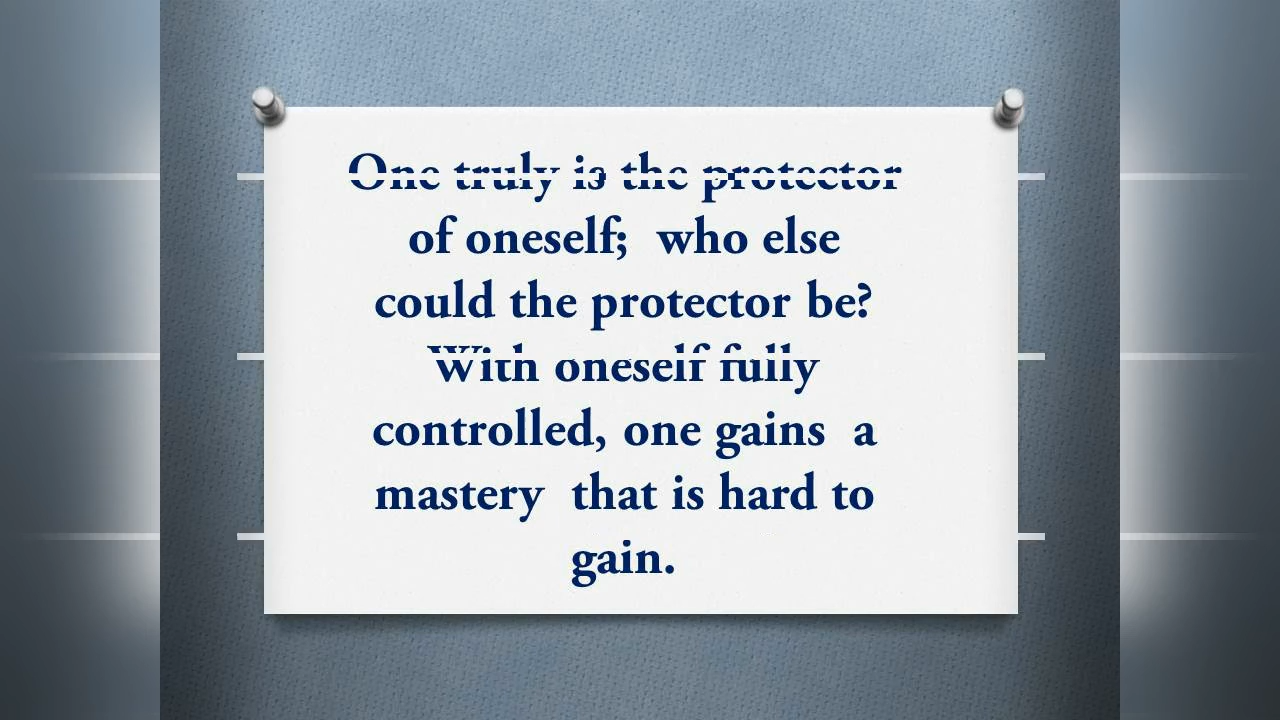 One truly is the protector
of oneself; who else
could the protector be?
With oneself fully
controlled, one gains a
mastery that is hard to
gain.